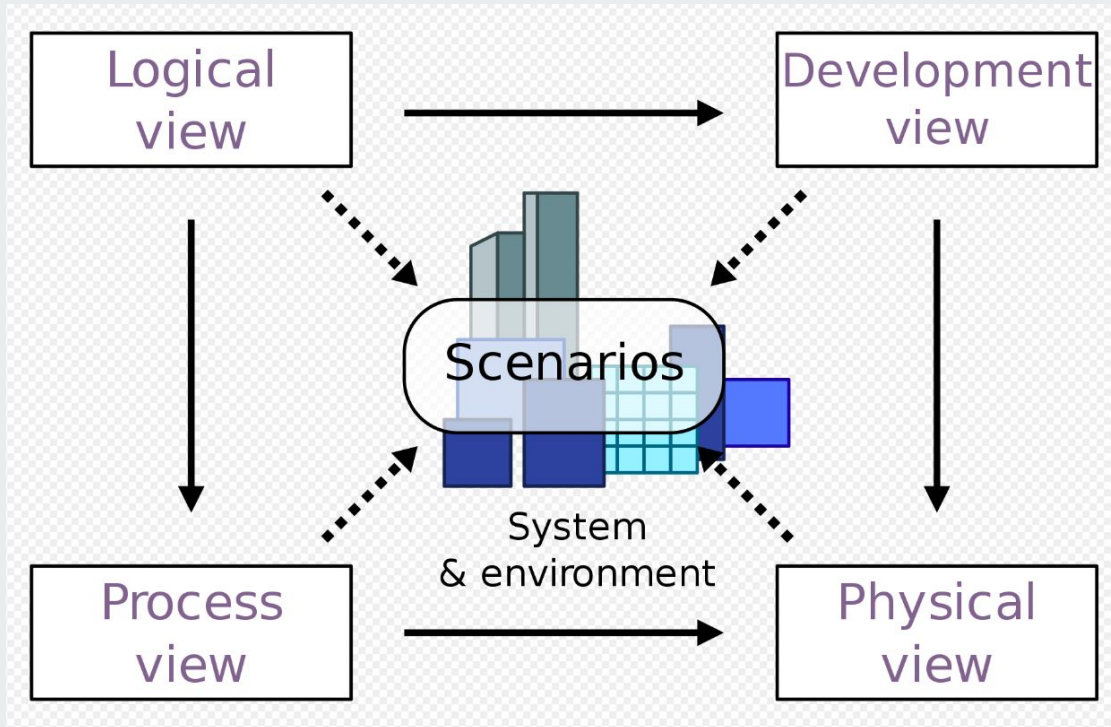 Logical
view
Development
view
Scenarios
System
& environment
Process
view
Physical
view